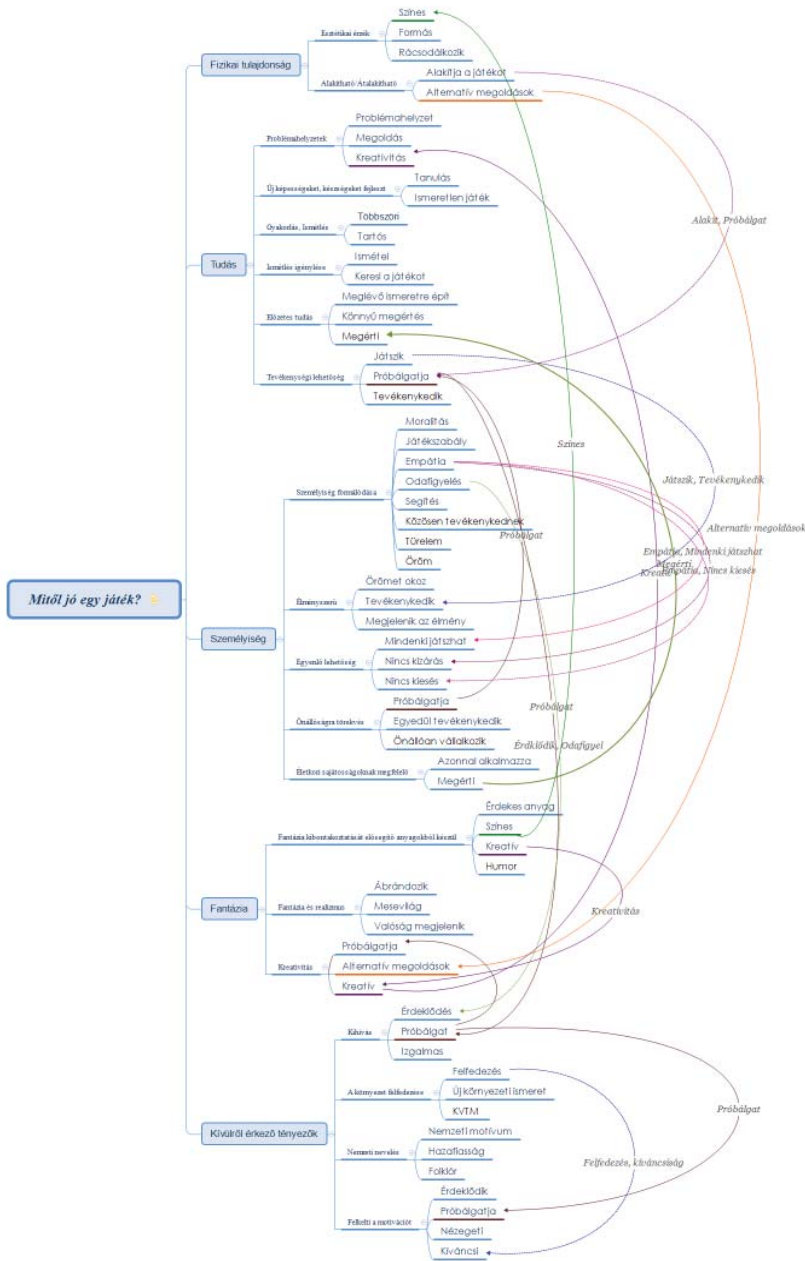 Mitől jó egy játék?
Fizikai tulajdonság
Esztétikai érzék
Színes
Formás
Rácsodálkozik
Alakítható/Átalakítható
Alakítja a játékot
Alternatív megoldások
Tudás
Problémahelyzetek
Problémahelyzet
Megoldás
Kreativitás
Új képességeket, készségeket fejleszt
Tanulás
Ismeretlen játék
Gyakorlás, Ismétlés
Többszöri
Tartós
Ismétlés igénylése
Ismétel
Keresi a játékot
Előzetes tudás
Meglévő ismeretre épít
Könnyű megértés
Megérti
Tevékenységi lehetőség
Játszik
Próbálgatja
Tevékenykedik
Személyiség
Személyiség formálódása
Moralitás
Játékszabály
Empátia
Odafigyelés
Segítés
Közösen tevékenykednek
Türelem
Öröm
Élményszerű
Örömet okoz
Tevékenykedik
Megjelenik az élmény
Egyenlő lehetőség
Mindenki játszhat
Nincs kizárás
Nincs kiesés
Önállóságra törekvés
Próbálgatja
Egyedül tevékenykedik
Önállóan vállalkozik
Életkori sajátosságoknak megfelelő
Azonnal alkalmazza
Megérti
Fantázia
Fantázia kibontakoztatását elősegítő anyagokból készül
Érdekes anyag
Színes
Kreatív
Humor
Fantázia és realizmus
Ábrándozik
Mesevilág
Valóság megjelenik
Kreativitás
Próbálgatja
Alternatív megoldások
Kreatív
Kívülről érkező tényezők
Kihívás
Érdeklődés
Próbálgat
Izgalmas
A környezet felfedezése
Felfedezés
Új környezeti ismeret
KVTM
Nemzeti nevelés
Nemzeti motívum
Hazafiasság
Folklór
Felkelti a motivációt
Érdeklődik
Próbálgatja
Nézegeti
Kíváncsi
Alakít, Próbálgat
Színes
Játszik, Tevékenykedik
Alternatív megoldások
Próbálgat
Empátia, Mindenki játszhat
Megérti
Empátia, Nincs kiesés
Próbálgat
Érdklődik, Odafigyel
Kreativitás
Próbálgat
Felfedezés, kíváncsiság